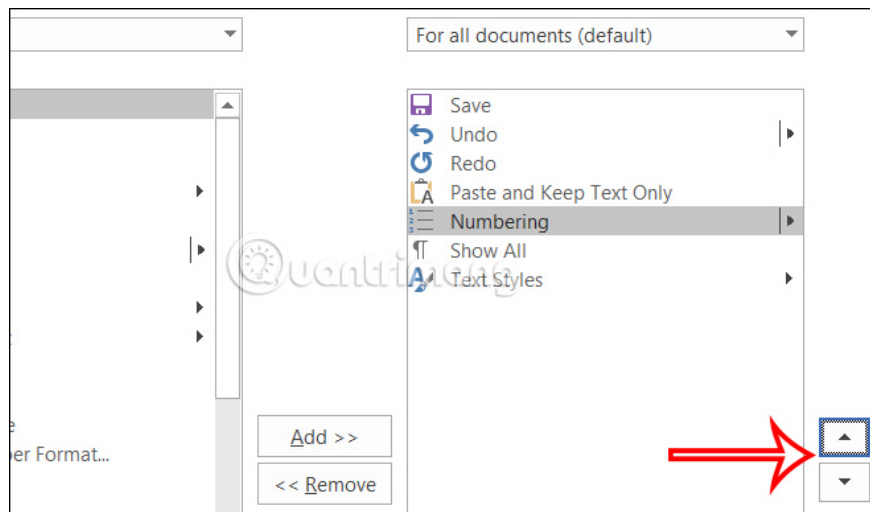 For all documents (default)
Save
Undo
Redo
Paste and Keep Text Only
Numbering
Show All
Text Styles
Quantrimang
Format...
Add >>
<< Remove